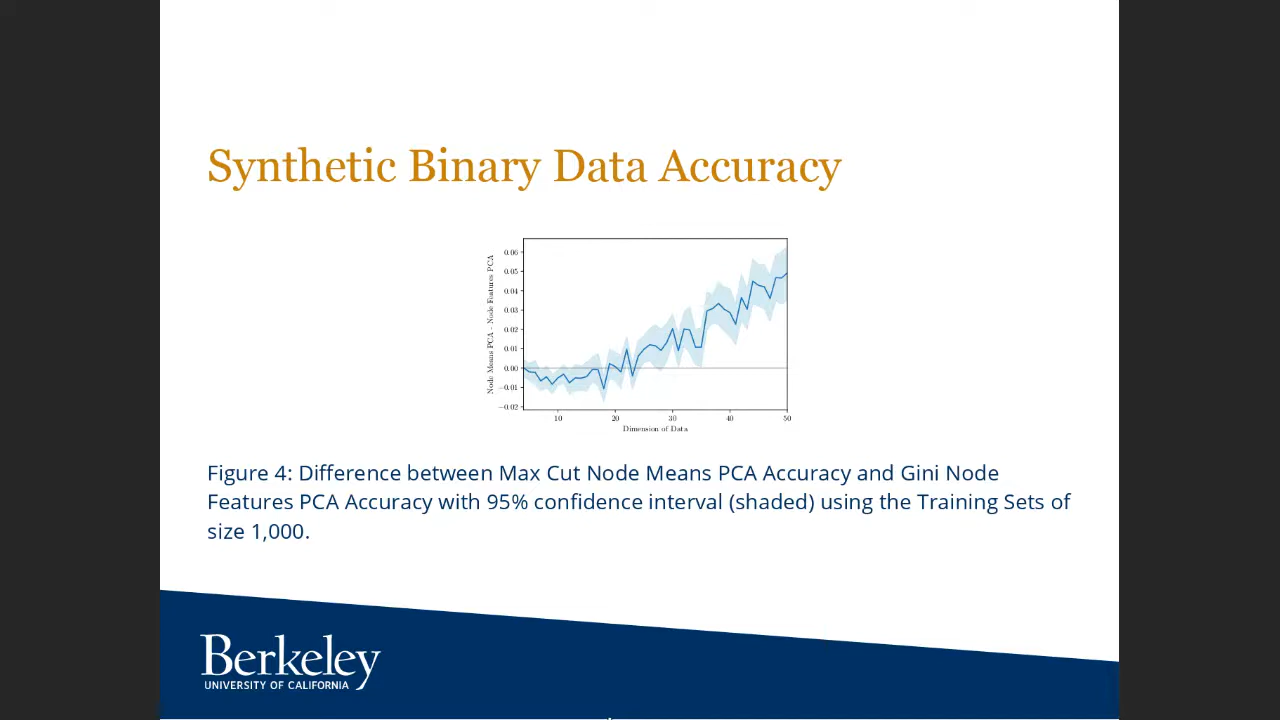 Synthetic Binary Data Accuracy
Node Means PCA - Node Features PCA
0.06
0.05
0.04
0.03
0.02
0.01
0.00
−0.01
−0.02
10
20
30
40
50
Dimension of Data
Figure 4: Difference between Max Cut Node Means PCA Accuracy and Gini Node
Features PCA Accuracy with 95% confidence interval (shaded) using the Training Sets of
size 1,000.
Berkeley
UNIVERSITY OF CALIFORNIA